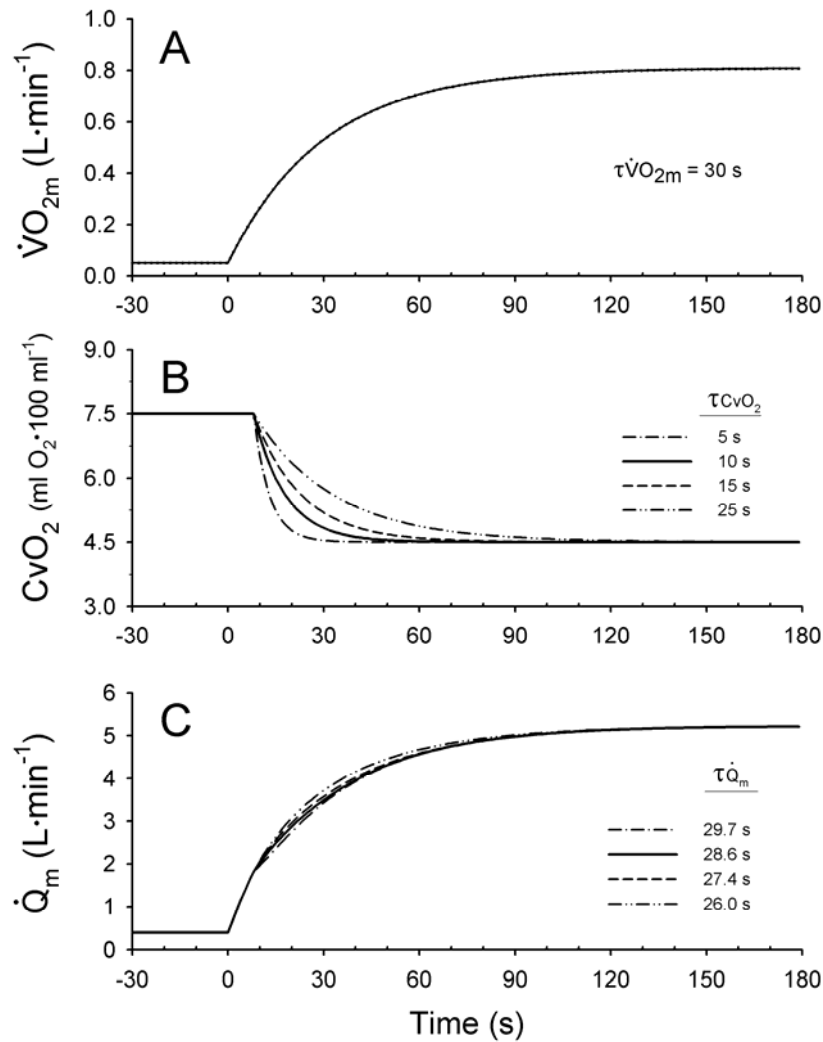 A
V̇O2m (L·min-1)
1.0
0.8
0.6
0.4
0.2
0.0
τV̇O2m = 30 s
-30 0 30 60 90 120 150 180
B
CvO2 (ml O2·100 ml-1)
9.0
7.5
6.0
4.5
3.0
τCvO2
5 s
10 s
15 s
25 s
-30 0 30 60 90 120 150 180
C
Q̇m (L·min-1)
6
5
4
3
2
1
0
τQ̇m
29.7 s
28.6 s
27.4 s
26.0 s
-30 0 30 60 90 120 150 180
Time (s)